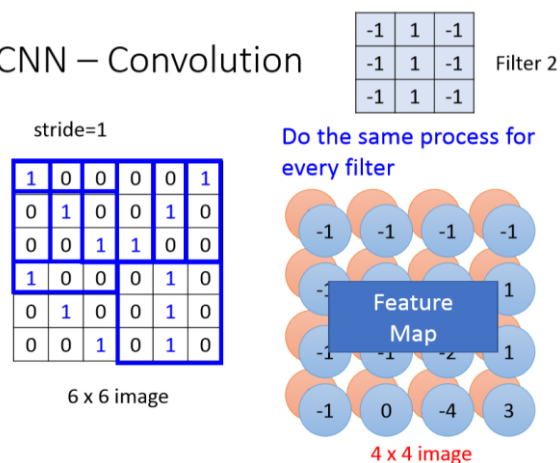 CNN – Convolution
-1 1 -1
-1 1 -1
-1 1 -1
Filter 2
stride=1
Do the same process for
every filter
1 0 0 0 0 1
0 1 0 0 1 0
0 0 1 1 0 0
1 0 0 0 1 0
0 1 0 0 1 0
0 0 1 0 1 0
6 x 6 image
-1 -1 -1 -1
1
Feature
Map
-1 -1 -2 1
-1 0 -4 3
4 x 4 image